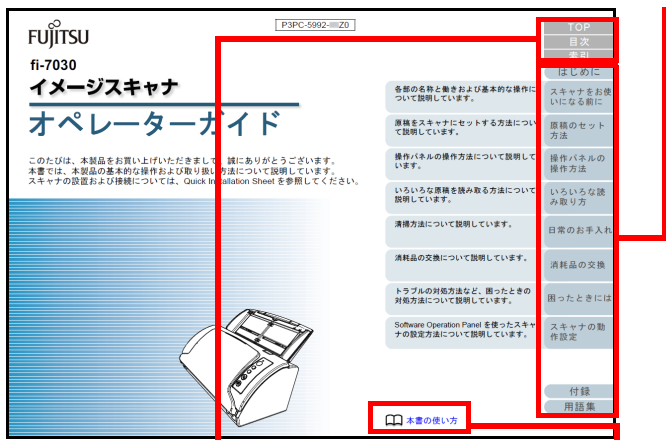 P3PC-5992-
Z0
FUJITSU
fi-7030
イメージスキャナ
オペレーターガイド
このたびは、本製品をお買い上げいただきまして、誠にありがとうございます。
本書では、本製品の基本的な操作および取り扱い方法について説明しています。
スキャナの設置および接続については、Quick Installation Sheet を参照してください。
TOP
目次
索引
はじめに
各部の名称と働きおよび基本的な操作に
ついて説明しています。
スキャナをお使
いになる前に
原稿をスキャナにセットする方法につい
て説明しています。
原稿のセット
方法
操作パネルの操作方法について説明して
います。
操作パネルの
操作方法
いろいろな原稿を読み取る方法について
説明しています。
いろいろな読
み取り方
清掃方法について説明しています。
日常のお手入れ
消耗品の交換について説明しています。
消耗品の交換
トラブルの対処方法など、困ったときの
対処方法について説明しています。
困ったときには
Software Operation Panel を使ったスキャ
ナの設定方法について説明しています。
スキャナの動
作設定
付録
用語集
本書の使い方